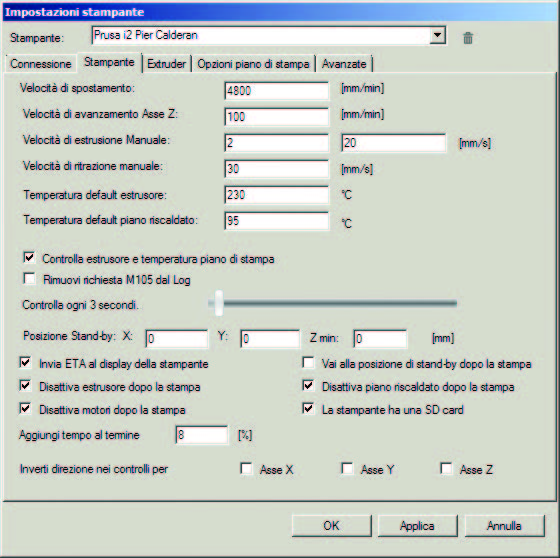 Impostazioni stampante
Stampante: Prusa i2 Pier Calderan
Connessione Stampante Extruder Opzioni piano di stampa Avanzate
Velocità di spostamento: 4800 [mm/min]
Velocità di avanzamento Asse Z: 100 [mm/min]
Velocità di estrusione Manuale: 2 20 [mm/s]
Velocità di ritrazione manuale: 30 [mm/s]
Temperatura default estrusore: 230 °C
Temperatura default piano riscaldato: 95 °C
Controlla estrusore e temperatura piano di stampa
Rimuovi richiesta M105 dal Log
Controlla ogni 3 secondi.
Posizione Stand-by: X: 0 Y: 0 Z min: 0 [mm]
Invia ETA al display della stampante Vai alla posizione di stand-by dopo la stampa
Disattiva estrusore dopo la stampa Disattiva piano riscaldato dopo la stampa
Disattiva motori dopo la stampa La stampante ha una SD card
Aggiungi tempo al termine 8 [%]
Inverti direzione nei controlli per Asse X Asse Y Asse Z
OK Applica Annulla